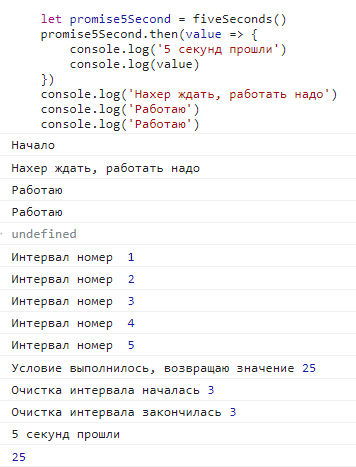 let promise5Second = fiveSeconds()
promise5Second.then(value => {
console.log('5 секунд прошли')
console.log(value)
})
console.log('Нахер ждать, работать надо')
console.log('Работаю')
console.log('Работаю')
Начало
Нахер ждать, работать надо
Работаю
Работаю
undefined
Интервал номер 1
Интервал номер 2
Интервал номер 3
Интервал номер 4
Интервал номер 5
Условие выполнилось, возвращаю значение 25
Очистка интервала началась 3
Очистка интервала закончилась 3
5 секунд прошли
25